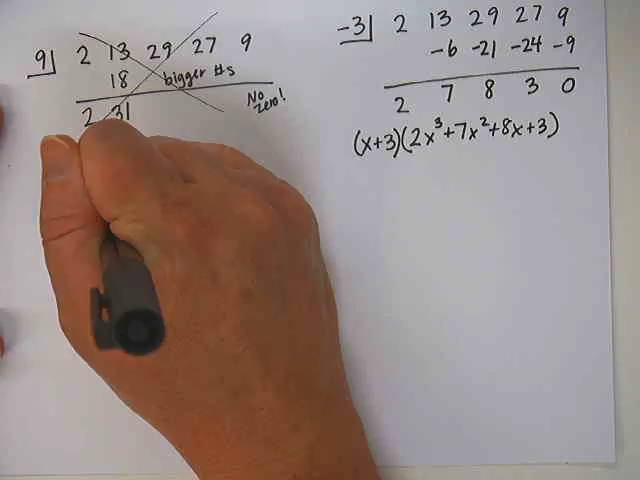 9 2 13 29 27 9
18 bigger #s
No zero!
2 31
-3 2 13 29 27 9
-6 -21 -24 -9
2 7 8 3 0
(x+3)(2x³+7x²+8x+3)